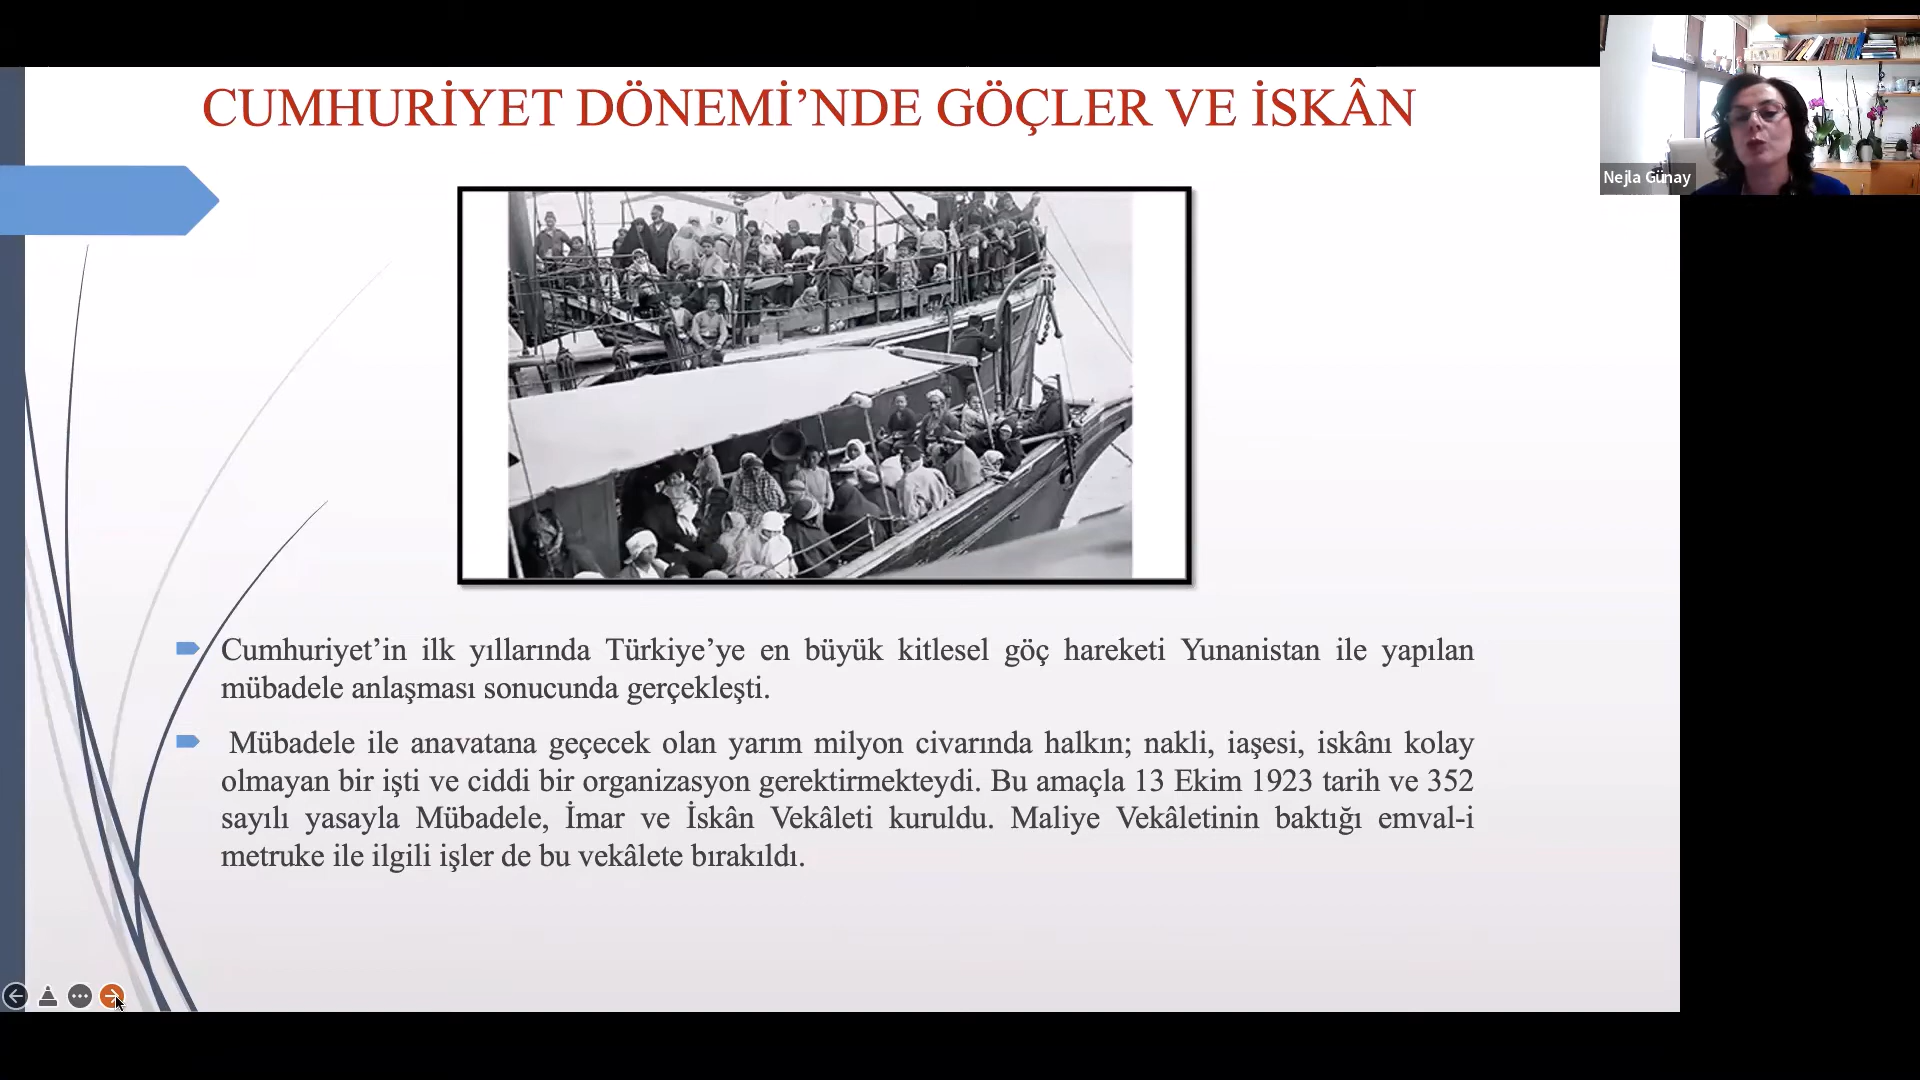 CUMHURİYET DÖNEMİ’NDE GÖÇLER VE İSKÂN
Nejla Günay
Cumhuriyet’in ilk yıllarında Türkiye’ye en büyük kitlesel göç hareketi Yunanistan ile yapılan
mübadele anlaşması sonucunda gerçekleşti.
Mübadele ile anavatana geçecek olan yarım milyon civarında halkın; nakli, iaşesi, iskânı kolay
olmayan bir işti ve ciddi bir organizasyon gerektirmekteydi. Bu amaçla 13 Ekim 1923 tarih ve 352
sayılı yasayla Mübadele, İmar ve İskân Vekâleti kuruldu. Maliye Vekâletinin baktığı emval-i
metruke ile ilgili işler de bu vekâlete bırakıldı.